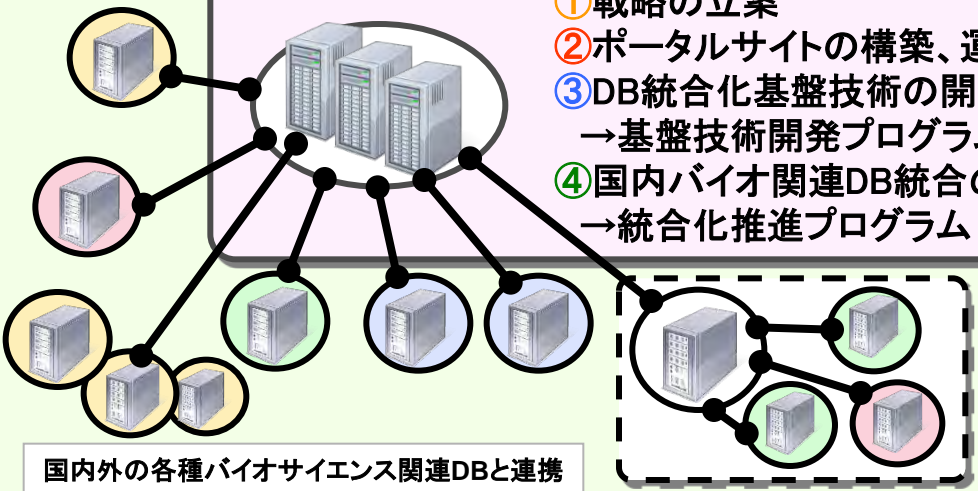 ①戦略の立案
②ポータルサイトの構築、運
③DB統合化基盤技術の開
→基盤技術開発プログラ
④国内バイオ関連DB統合の
→統合化推進プログラム
国内外の各種バイオサイエンス関連DBと連携